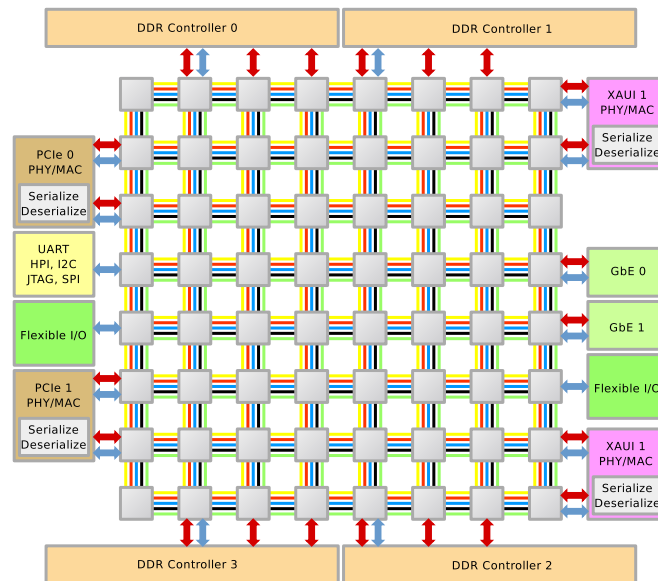 DDR Controller 0
DDR Controller 1
XAUI 1
PHY/MAC
Serialize
Deserialize
PCIe 0
PHY/MAC
Serialize
Deserialize
UART
HPI, I2C
JTAG, SPI
GbE 0
Flexible I/O
GbE 1
Flexible I/O
PCIe 1
PHY/MAC
Serialize
Deserialize
XAUI 1
PHY/MAC
Serialize
Deserialize
DDR Controller 3
DDR Controller 2